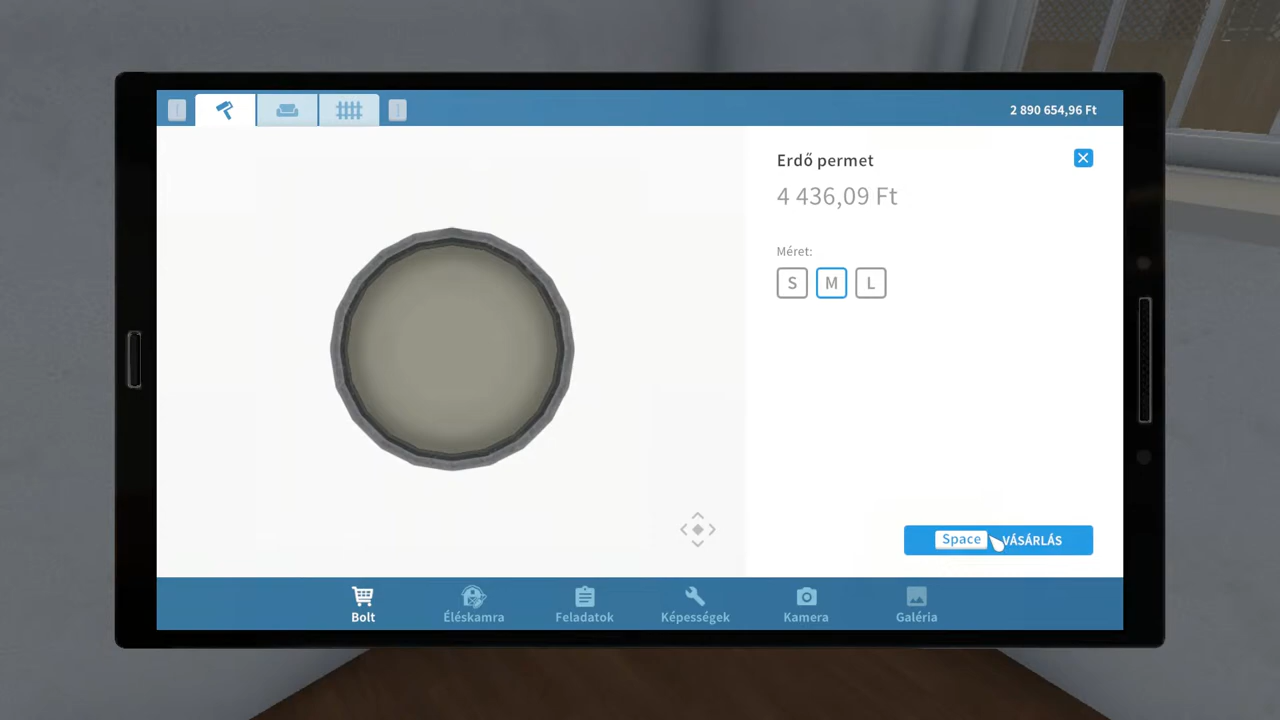 2 890 654,96 Ft
Erdő permet
4 436,09 Ft
Méret:
S M L
Space VÁSÁRLÁS
Bolt Éléskamra Feladatok Képességek Kamera Galéria